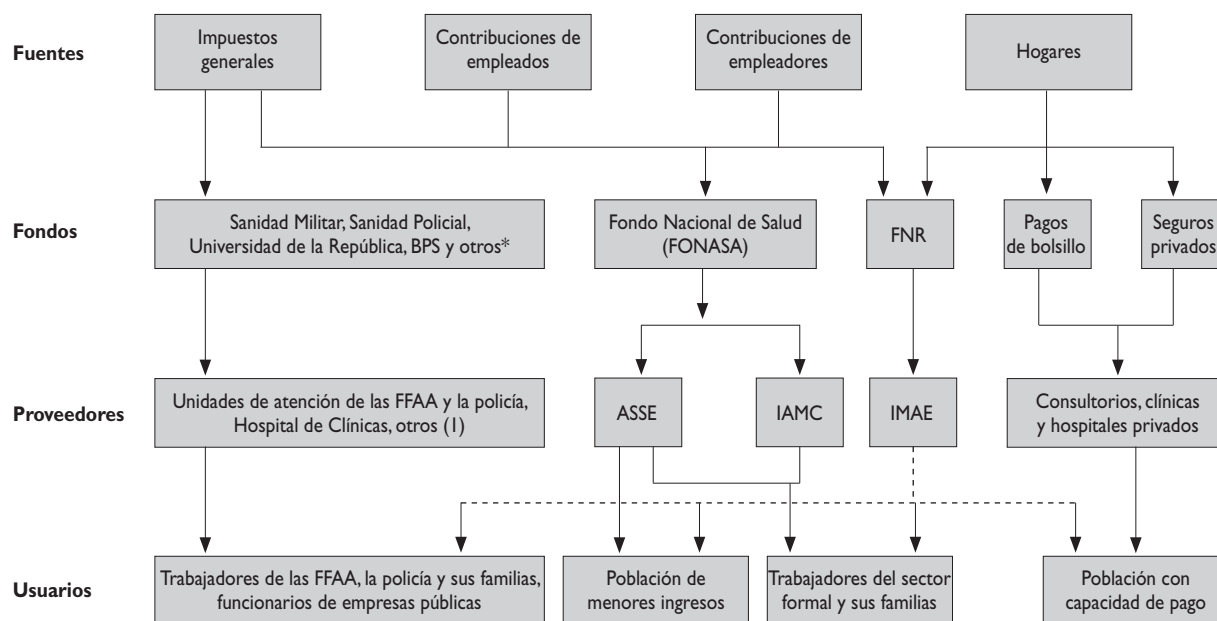 Fuentes
Impuestos
generales
Contribuciones de
empleados
Contribuciones de
empleadores
Hogares
Fondos
Sanidad Militar, Sanidad Policial,
Universidad de la República, BPS y otros*
Fondo Nacional de Salud
(FONASA)
FNR
Pagos
de bolsillo
Seguros
privados
Proveedores
Unidades de atención de las FFAA y la policía,
Hospital de Clínicas, otros (1)
ASSE
IAMC
IMAE
Consultorios, clínicas
y hospitales privados
Usuarios
Trabajadores de las FFAA, la policía y sus familias,
funcionarios de empresas públicas
Población de
menores ingresos
Trabajadores del sector
formal y sus familias
Población con
capacidad de pago